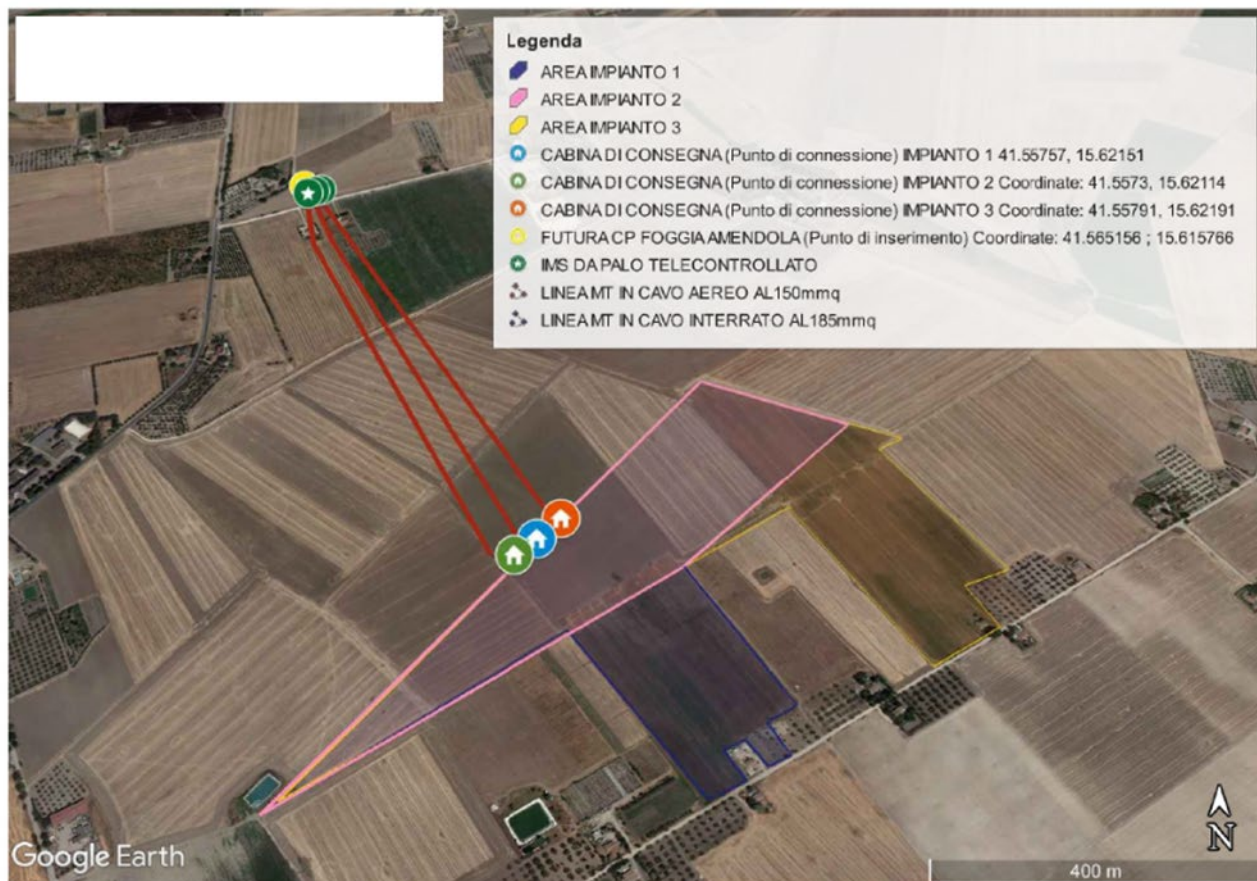 Legenda
AREA IMPIANTO 1
AREA IMPIANTO 2
AREA IMPIANTO 3
CABINA DI CONSEGNA (Punto di connessione) IMPIANTO 1 41.55757, 15.62151
CABINA DI CONSEGNA (Punto di connessione) IMPIANTO 2 Coordinate: 41.5573, 15.62114
CABINA DI CONSEGNA (Punto di connessione) IMPIANTO 3 Coordinate: 41.55791, 15.62191
FUTURA CP FOGGIA AMENDOLA (Punto di inserimento) Coordinate: 41.565156 ; 15.615766
IMS DA PALO TELECONTROLLATO
LINEA MT IN CAVO AEREO AL150mmq
LINEA MT IN CAVO INTERRATO AL185mmq
N
Google Earth
400 m